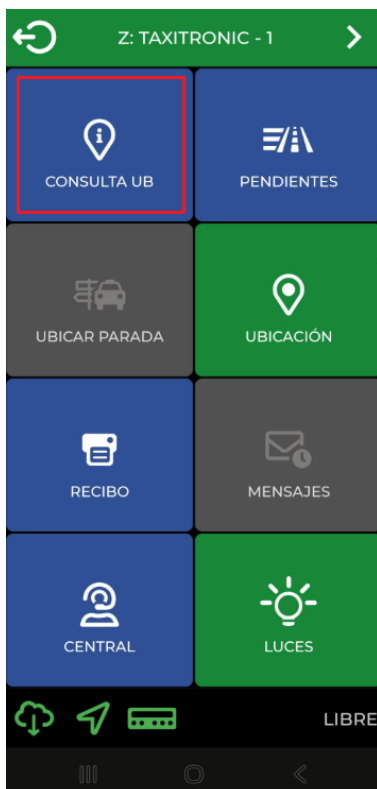 Z: TAXITRONIC - 1
CONSULTA UB
PENDIENTES
UBICAR PARADA
UBICACIÓN
RECIBO
MENSAJES
CENTRAL
LUCES
LIBRE